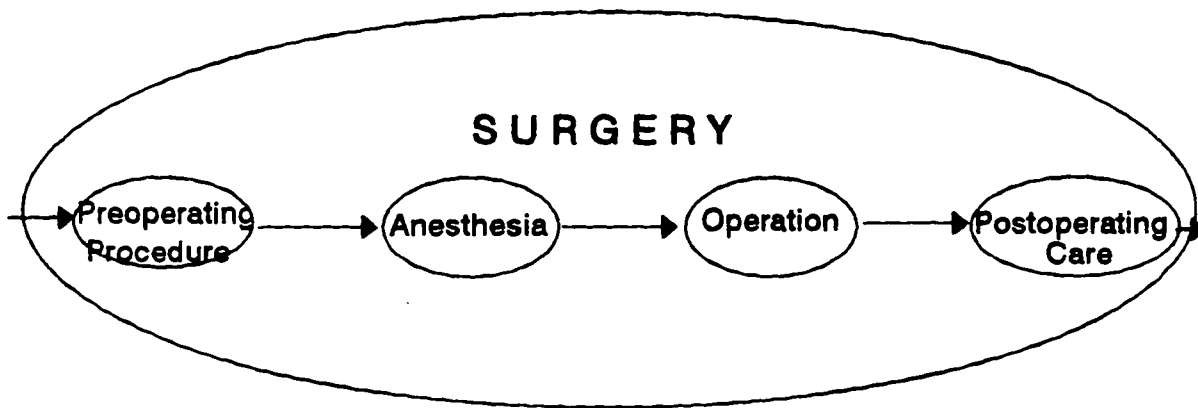 SURGERY
Preoperating
Procedure
Anesthesia
Operation
Postoperating
Care